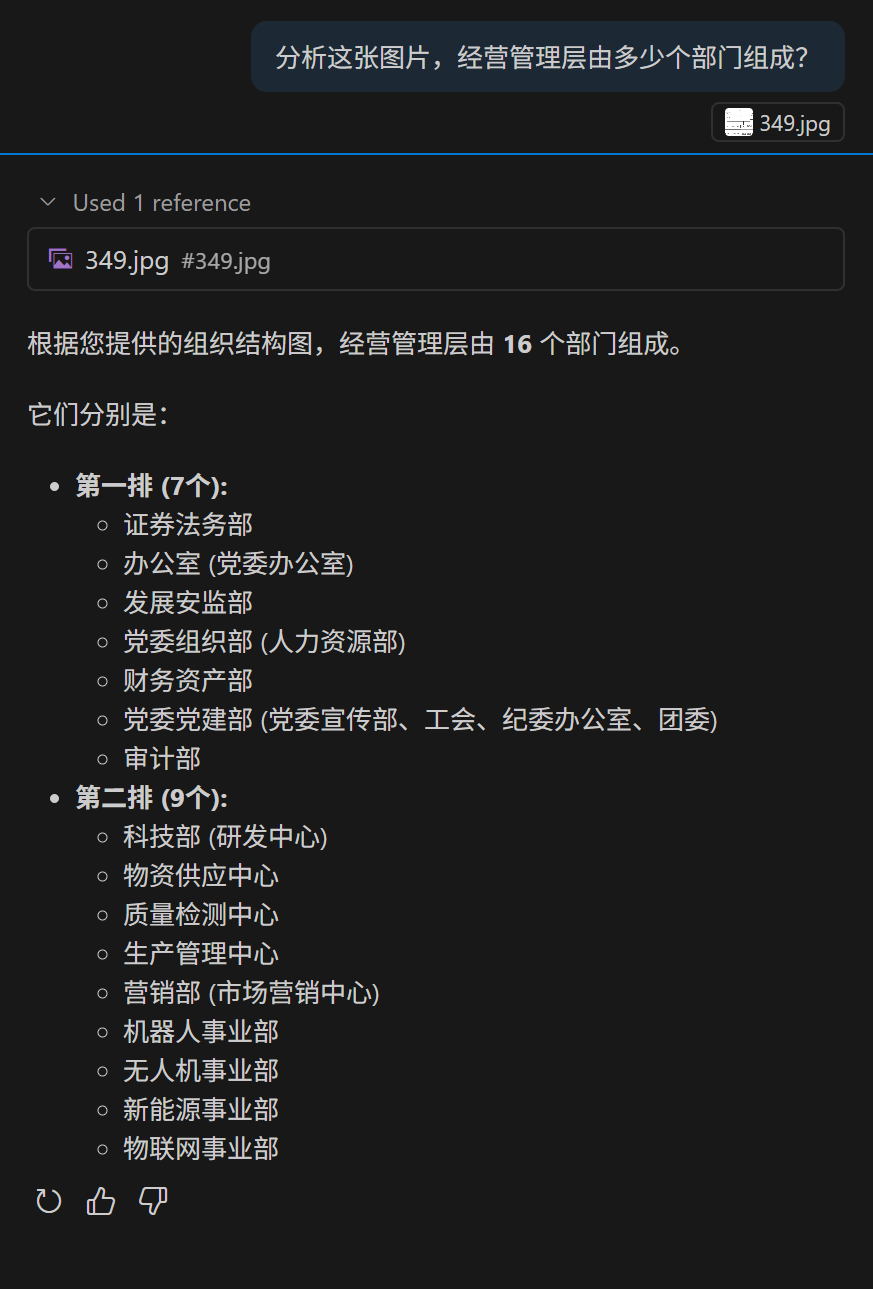 分析这张图片，经营管理层由多少个部门组成？
349.jpg
Used 1 reference
349.jpg #349.jpg
根据您提供的组织结构图，经营管理层由 16 个部门组成。
它们分别是：
第一排 (7个):
证券法务部
办公室 (党委办公室)
发展安监部
党委组织部 (人力资源部)
财务资产部
党委党建部 (党委宣传部、工会、纪委办公室、团委)
审计部
第二排 (9个):
科技部 (研发中心)
物资供应中心
质量检测中心
生产管理中心
营销部 (市场营销中心)
机器人事业部
无人机事业部
新能源事业部
物联网事业部